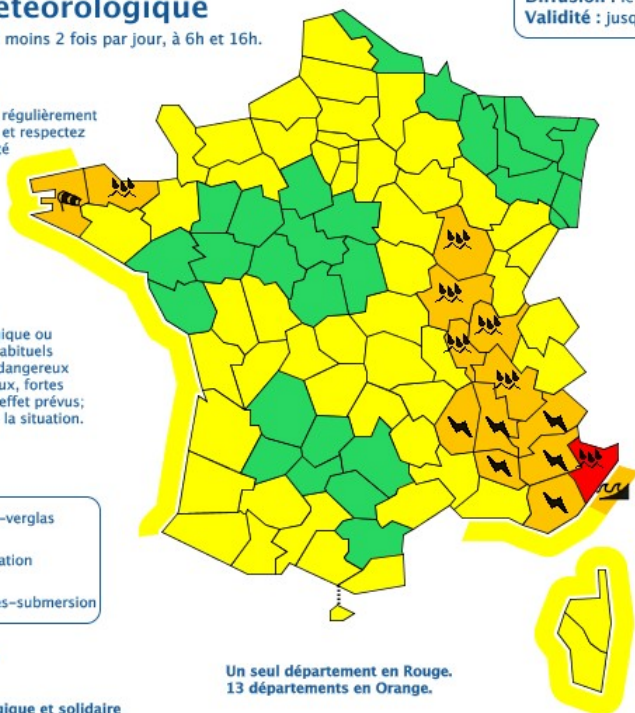 étéorologique
moins 2 fois par jour, à 6h et 16h.
Validité : jusq
régulièrement
et respectez
té
gique ou
abituels
dangereux
ux, fortes
effet prévus;
la situation.
-verglas
ation
es-submersion
Un seul département en Rouge.
13 départements en Orange.
gique et solidaire